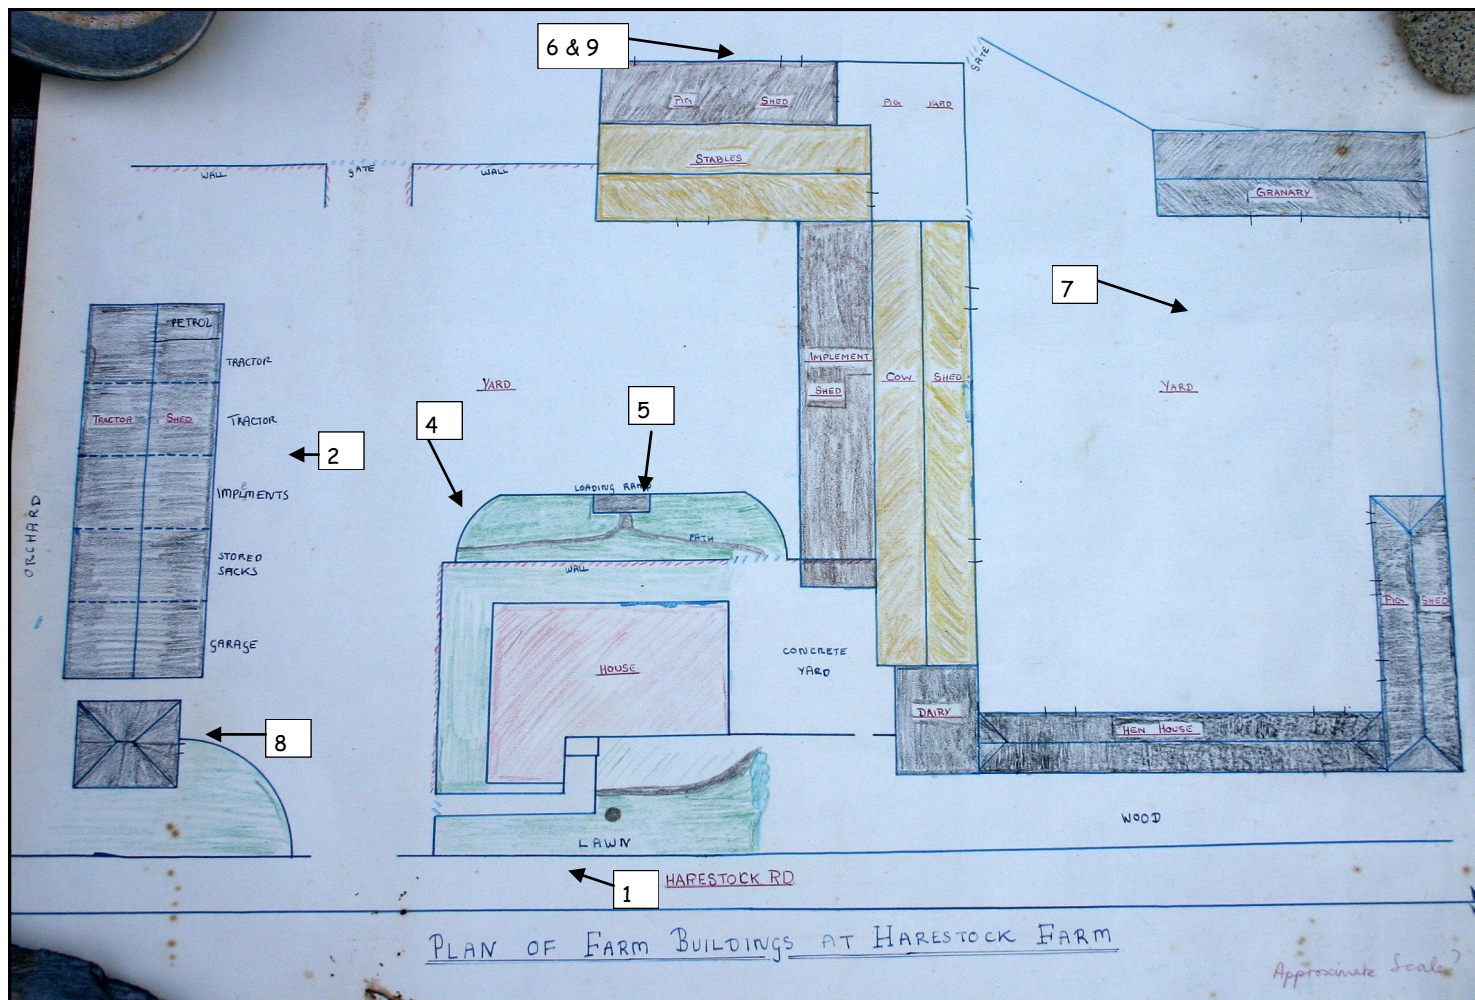 6 & 9
GATE
PIG SHED
PIG YARD
STABLES
WALL
GATE
WALL
GRANARY
7
PETROL
TRACTOR
IMPLEMENT
SHED
COW SHED
YARD
YARD
4
5
TRACTOR SHED
TRACTOR
2
LOADING RAMP
IMPLEMENTS
ORCHARD
PATH
STORED
SACKS
WALL
PIG SHED
GARAGE
CONCRETE
YARD
HOUSE
DAIRY
HEN HOUSE
8
WOOD
LAWN
1
HARESTOCK RD
PLAN OF FARM BUILDINGS AT HARESTOCK FARM
Approximate Scale?